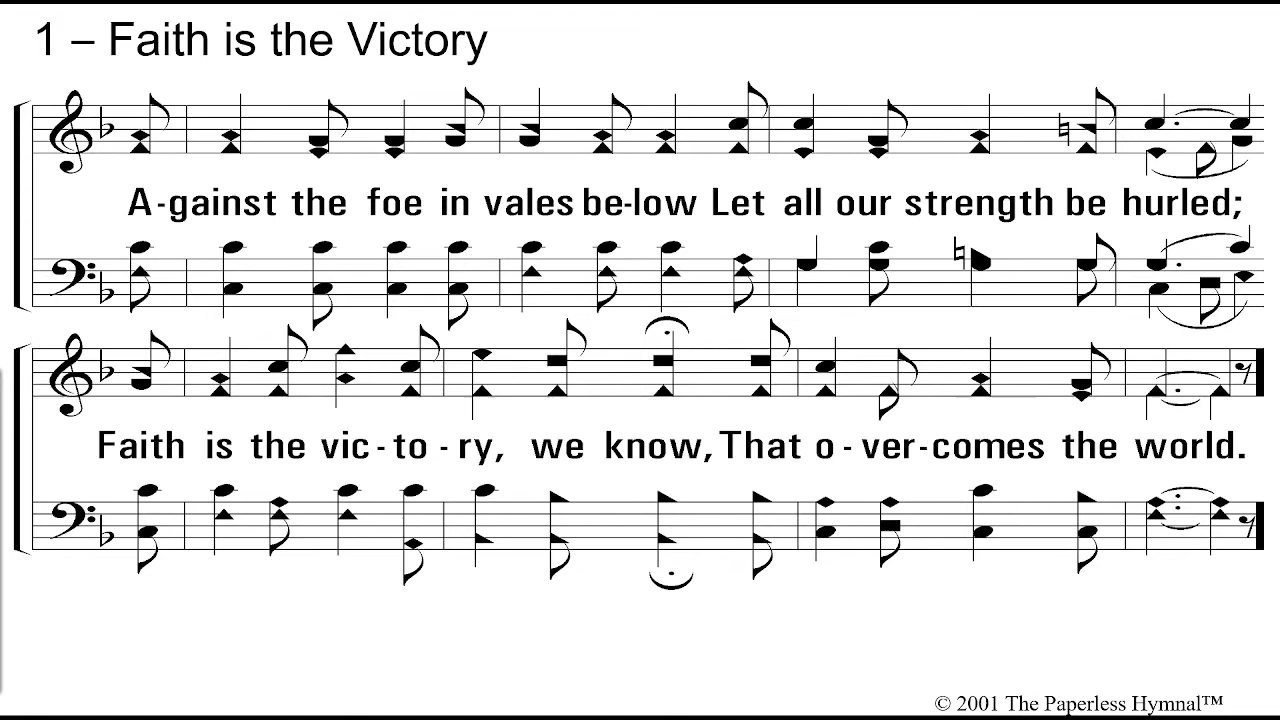 1 – Faith is the Victory
A-gainst the foe in vales be-low Let all our strength be hurled;
Faith is the vic-to-ry, we know, That o-ver-comes the world.
© 2001 The Paperless Hymnal™